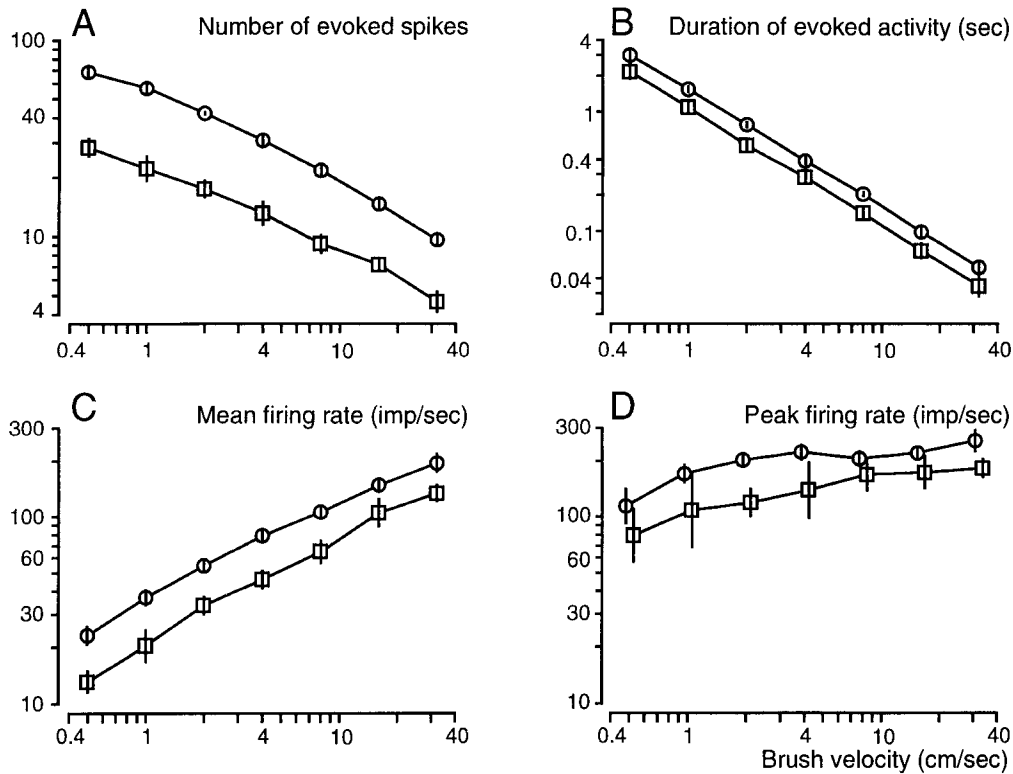 A
Number of evoked spikes
100
40
10
4
0.4 1 4 10 40
B
Duration of evoked activity (sec)
4
1
0.4
0.1
0.04
0.4 1 4 10 40
C
Mean firing rate (imp/sec)
300
100
60
30
10
0.4 1 4 10 40
D
Peak firing rate (imp/sec)
300
100
60
30
10
0.4 1 4 10 40
Brush velocity (cm/sec)